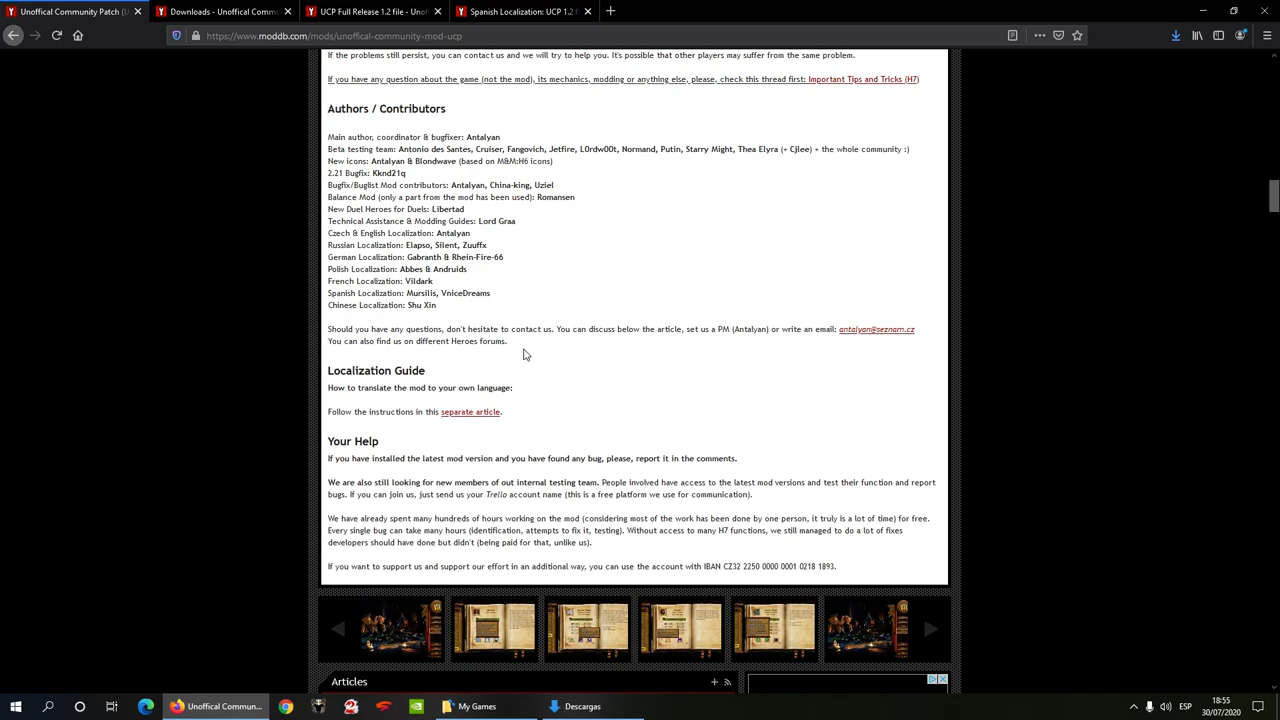 Unoffical Community Patch (U
Downloads - Unoffical Commu
UCP Full Release 1.2 file - Unof
Spanish Localization: UCP 1.2 f
https://www.moddb.com/mods/unoffical-community-mod-ucp
If the problems still persist, you can contact us and we will try to help you. It's possible that other players may suffer from the same problem.
If you have any question about the game (not the mod), its mechanics, modding or anything else, please, check this thread first: Important Tips and Tricks (H7)
Authors / Contributors
Main author, coordinator & bugfixer: Antalyan
Beta testing team: Antonio des Santes, Cruiser, Fangovich, Jetfire, L0rdw00t, Normand, Putin, Starry Might, Thea Elyra (+ Cjlee) + the whole community :)
New icons: Antalyan & Blondwave (based on M&M:H6 icons)
2.21 Bugfix: Kknd21q
Bugfix/Buglist Mod contributors: Antalyan, China-king, Uziel
Balance Mod (only a part from the mod has been used): Romansen
New Duel Heroes for Duels: Libertad
Technical Assistance & Modding Guides: Lord Graa
Czech & English Localization: Antalyan
Russian Localization: Elapso, Silent, Zuuffx
German Localization: Gabranth & Rhein-Fire-66
Polish Localization: Abbes & Andruids
French Localization: Vildark
Spanish Localization: Mursilis, VniceDreams
Chinese Localization: Shu Xin
Should you have any questions, don't hesitate to contact us. You can discuss below the article, set us a PM (Antalyan) or write an email: antalyan@seznam.cz
You can also find us on different Heroes forums.
Localization Guide
How to translate the mod to your own language:
Follow the instructions in this separate article.
Your Help
If you have installed the latest mod version and you have found any bug, please, report it in the comments.
We are also still looking for new members of out internal testing team. People involved have access to the latest mod versions and test their function and report
bugs. If you can join us, just send us your Trello account name (this is a free platform we use for communication).
We have already spent many hundreds of hours working on the mod (considering most of the work has been done by one person, it truly is a lot of time) for free.
Every single bug can take many hours (identification, attempts to fix it, testing). Without access to many H7 functions, we still managed to do a lot of fixes
developers should have done but didn't (being paid for that, unlike us).
If you want to support us and support our effort in an additional way, you can use the account with IBAN CZ32 2250 0000 0001 0218 1893.
Articles
Unoffical Commun...
My Games
Descargas
ESP
18:55
30/07/2020